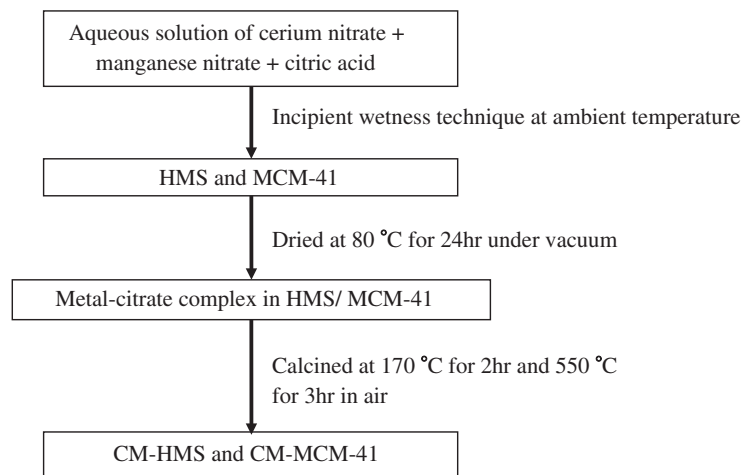 Aqueous solution of cerium nitrate +
manganese nitrate + citric acid
Incipient wetness technique at ambient temperature
HMS and MCM-41
Dried at 80 °C for 24hr under vacuum
Metal-citrate complex in HMS/ MCM-41
Calcined at 170 °C for 2hr and 550 °C
for 3hr in air
CM-HMS and CM-MCM-41